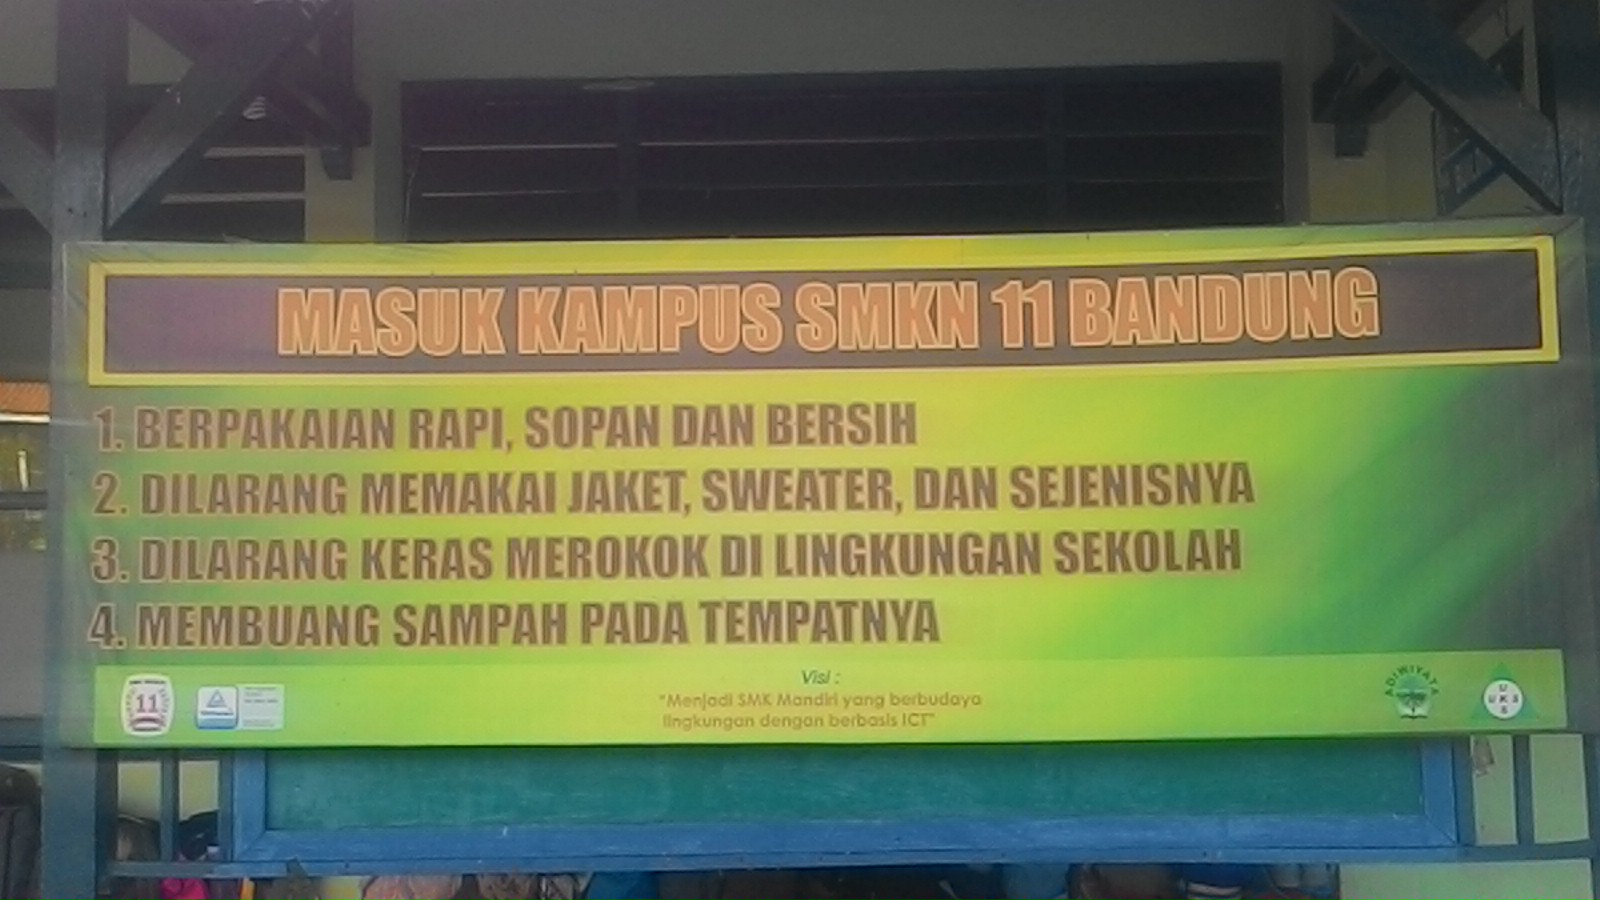 MASUK KAMPUS SMKN 11 BANDUNG
1. BERPAKAIAN RAPI, SOPAN DAN BERSIH
2. DILARANG MEMAKAI JAKET, SWEATER, DAN SEJENISNYA
3. DILARANG KERAS MEROKOK DI LINGKUNGAN SEKOLAH
4. MEMBUANG SAMPAH PADA TEMPATNYA
Visi :
"Menjadi SMK Mandiri yang berbudaya
lingkungan dengan berbasis ICT"
11
ADIWIYATA
U
UKS
S